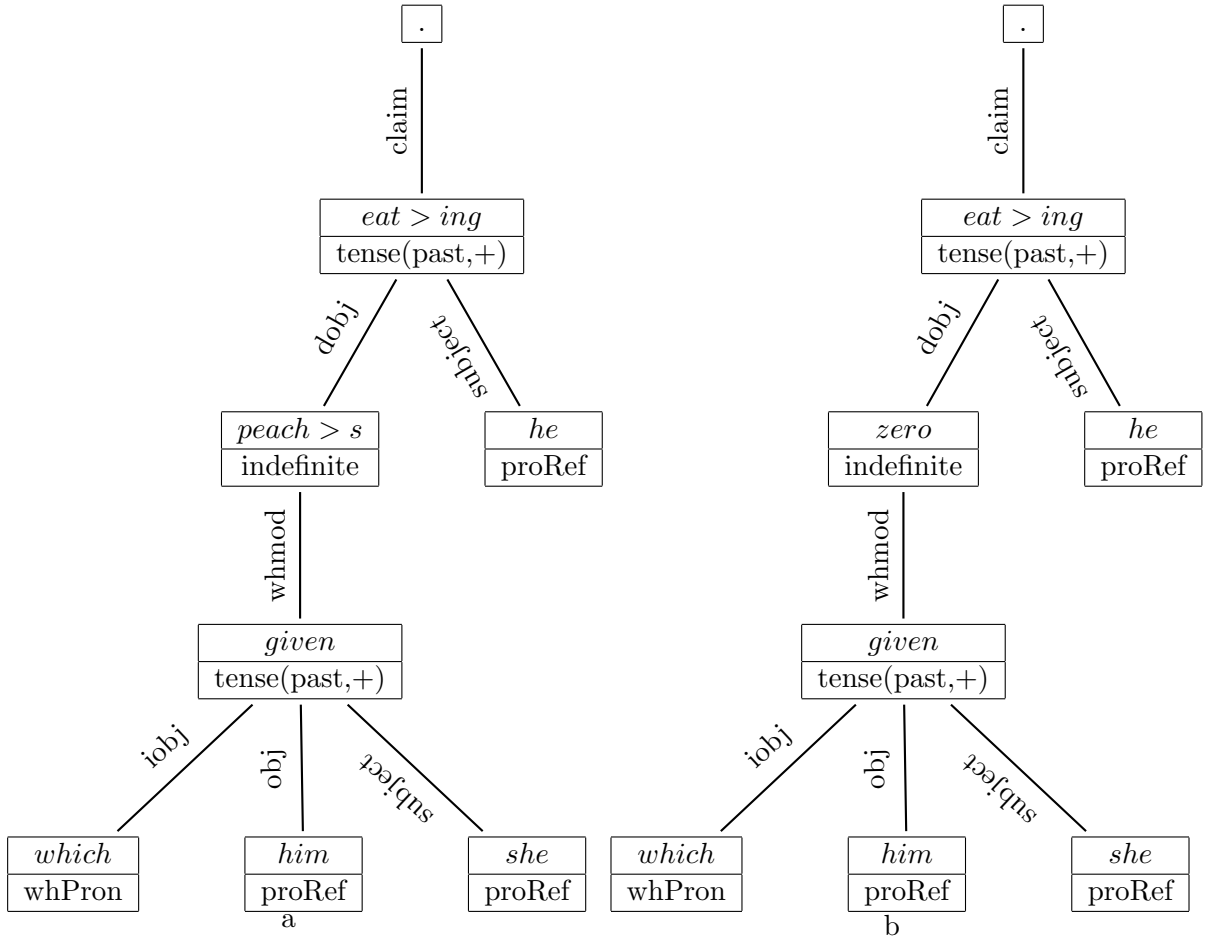 .
claim
eat > ing
tense(past,+)
dobj
subject
peach > s
indefinite
he
proRef
whmod
given
tense(past,+)
iobj
obj
subject
which
whPron
him
proRef
she
proRef
a
.
claim
eat > ing
tense(past,+)
dobj
subject
zero
indefinite
he
proRef
whmod
given
tense(past,+)
iobj
obj
subject
which
whPron
him
proRef
she
proRef
b